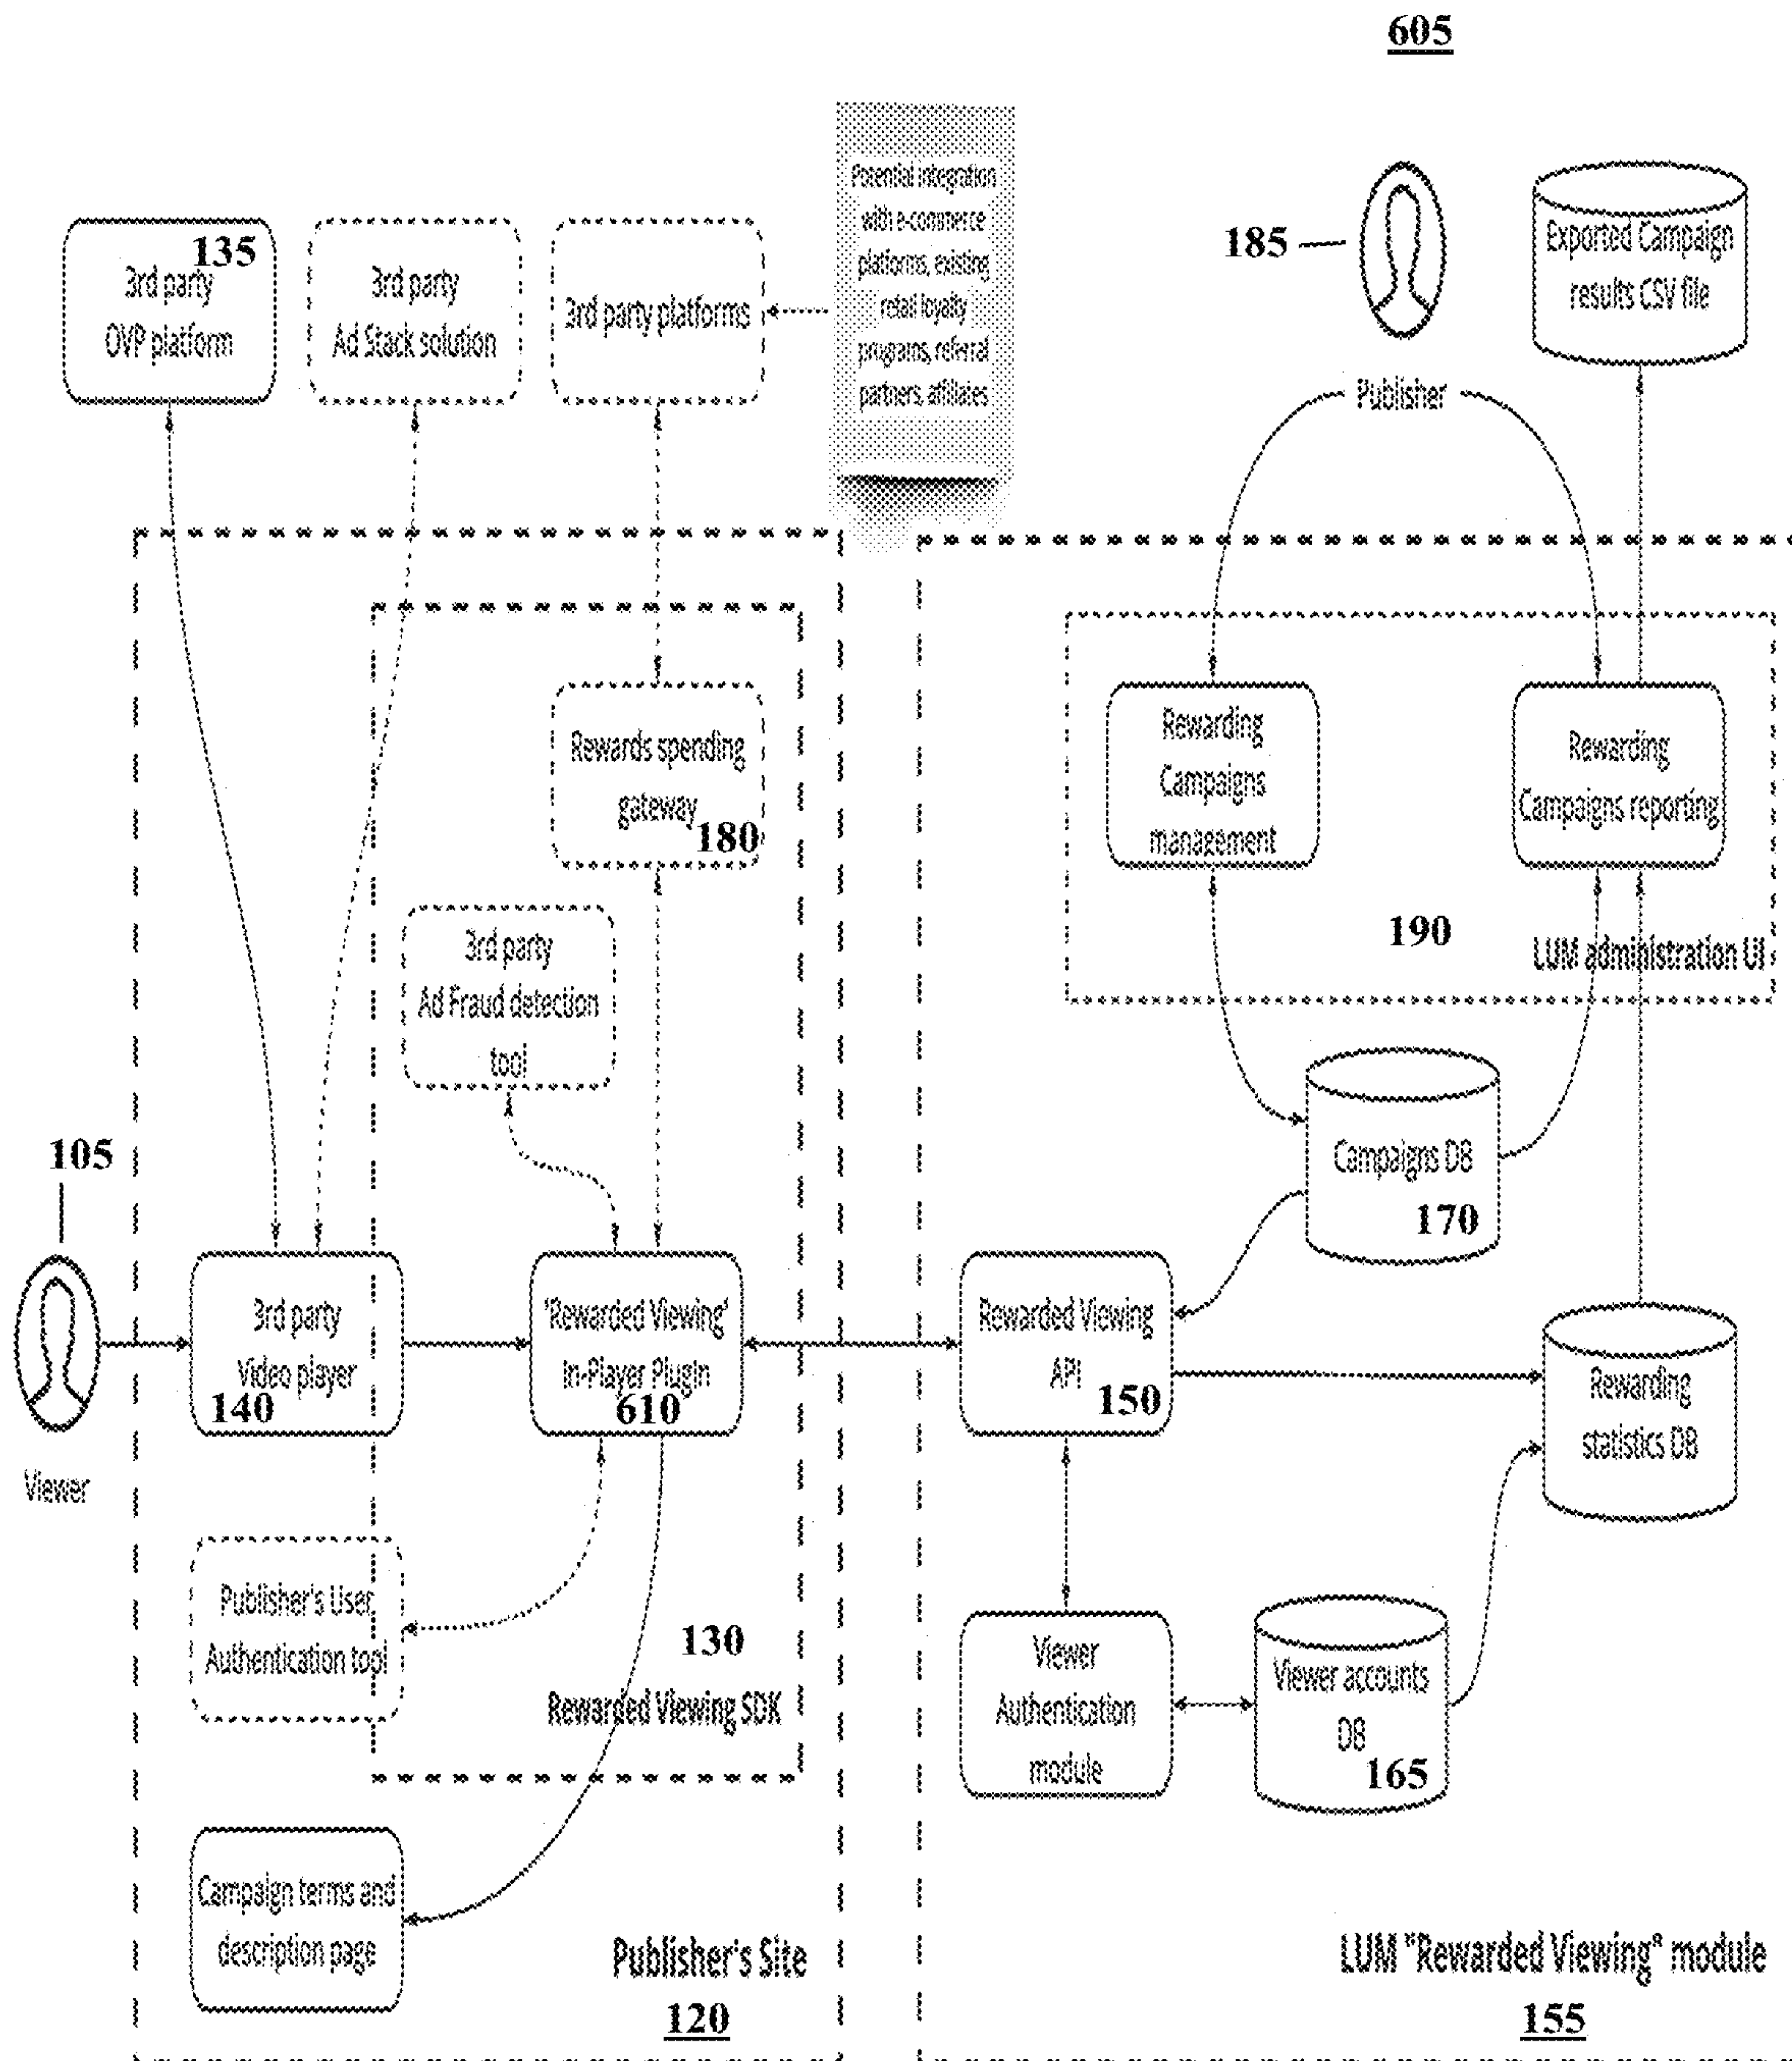 605
135
3rd party
OVP platform
3rd party
Ad Stack solution
3rd party platforms
Potential integration
with e-commerce
platforms, existing
retail loyalty
programs, referral
partners, affiliates
185
Publisher
Exported Campaign
results CSV file
Rewards spending
gateway
180
3rd party
Ad Fraud detection
tool
Rewarding
Campaigns
management
Rewarding
Campaigns reporting
190
LUM administration UI
Campaigns DB
170
105
Viewer
3rd party
Video player
140
'Rewarded Viewing'
In-Player Plugin
610
Rewarded Viewing
API
150
Rewarding
statistics DB
Publisher's User
Authentication tool
130
Rewarded Viewing SDK
Viewer
Authentication
module
Viewer accounts
DB
165
Campaign terms and
description page
Publisher's Site
120
LUM "Rewarded Viewing" module
155